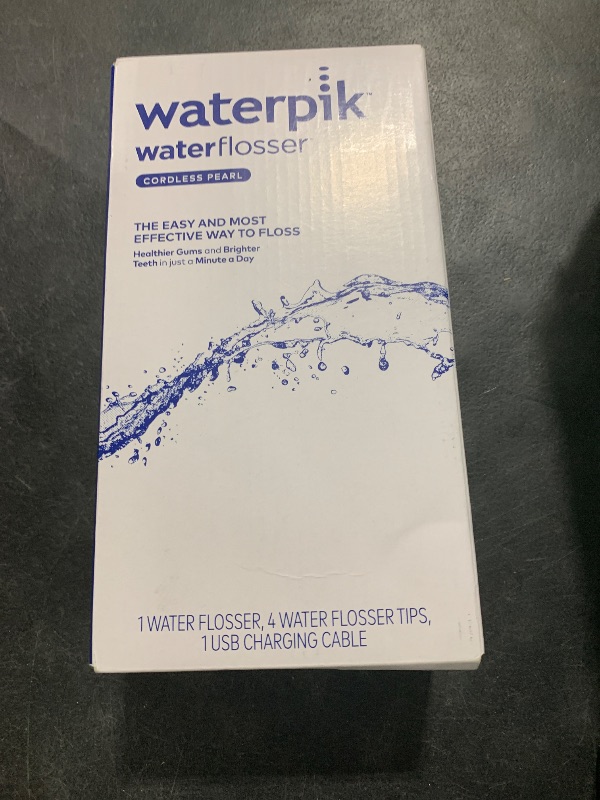 waterpik™
waterflosser
CORDLESS PEARL
THE EASY AND MOST
EFFECTIVE WAY TO FLOSS
Healthier Gums and Brighter
Teeth in just a Minute a Day
1 WATER FLOSSER, 4 WATER FLOSSER TIPS,
1 USB CHARGING CABLE